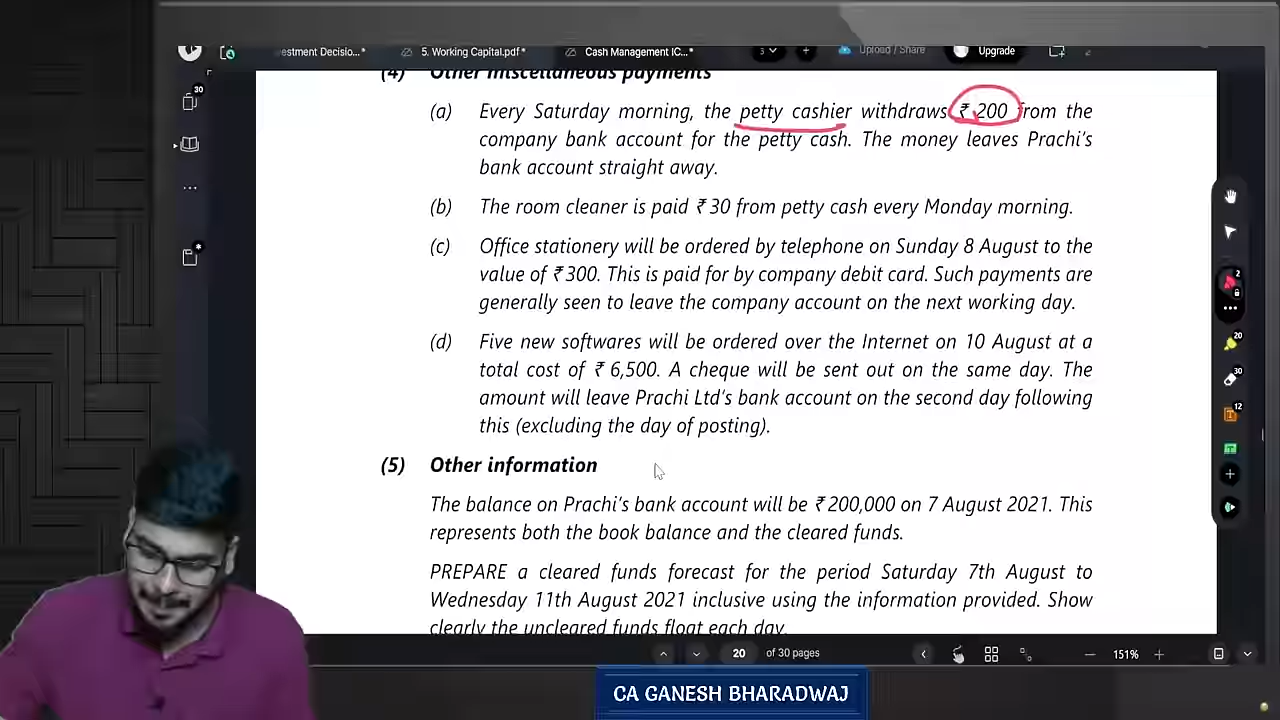 estment Decisio...*
5. Working Capital.pdf*
Cash Management IC...*
3
Upload / Share
Upgrade
(4) Other miscellaneous payments
(a) Every Saturday morning, the petty cashier withdraws ₹ 200 from the
company bank account for the petty cash. The money leaves Prachi's
bank account straight away.
(b) The room cleaner is paid ₹ 30 from petty cash every Monday morning.
(c) Office stationery will be ordered by telephone on Sunday 8 August to the
value of ₹ 300. This is paid for by company debit card. Such payments are
generally seen to leave the company account on the next working day.
(d) Five new softwares will be ordered over the Internet on 10 August at a
total cost of ₹ 6,500. A cheque will be sent out on the same day. The
amount will leave Prachi Ltd's bank account on the second day following
this (excluding the day of posting).
(5) Other information
The balance on Prachi's bank account will be ₹ 200,000 on 7 August 2021. This
represents both the book balance and the cleared funds.
PREPARE a cleared funds forecast for the period Saturday 7th August to
Wednesday 11th August 2021 inclusive using the information provided. Show
clearly the uncleared funds float each day.
30
2
20
30
12
20 of 30 pages
151%
CA GANESH BHARADWAJ